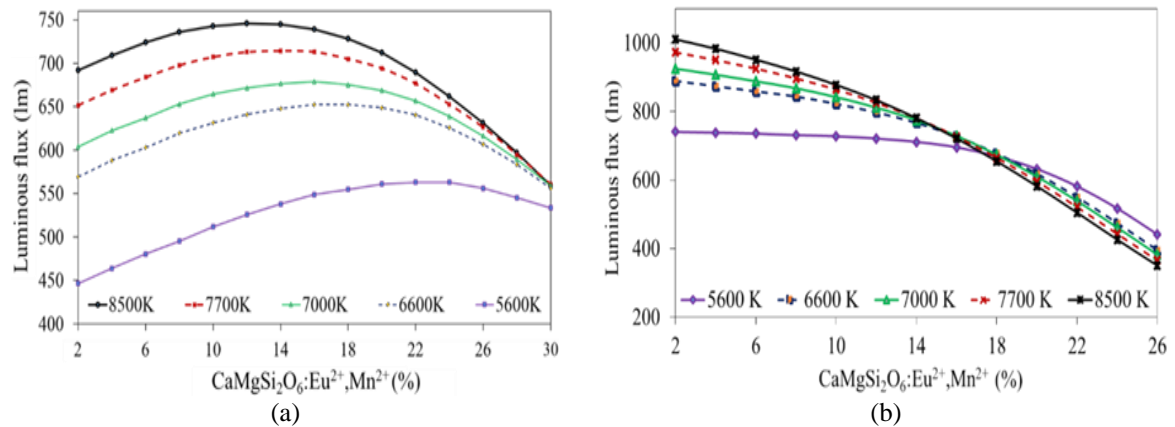 750
700
650
600
550
500
450
400
Luminous flux (lm)
8500K 7700K 7000K 6600K 5600K
2 6 10 14 18 22 26 30
CaMgSi₂O₆:Eu²⁺,Mn²⁺(%)
(a)
1000
800
600
400
200
Luminous flux (lm)
5600 K 6600 K 7000 K 7700 K 8500 K
2 6 10 14 18 22 26
CaMgSi₂O₆:Eu²⁺,Mn²⁺ (%)
(b)